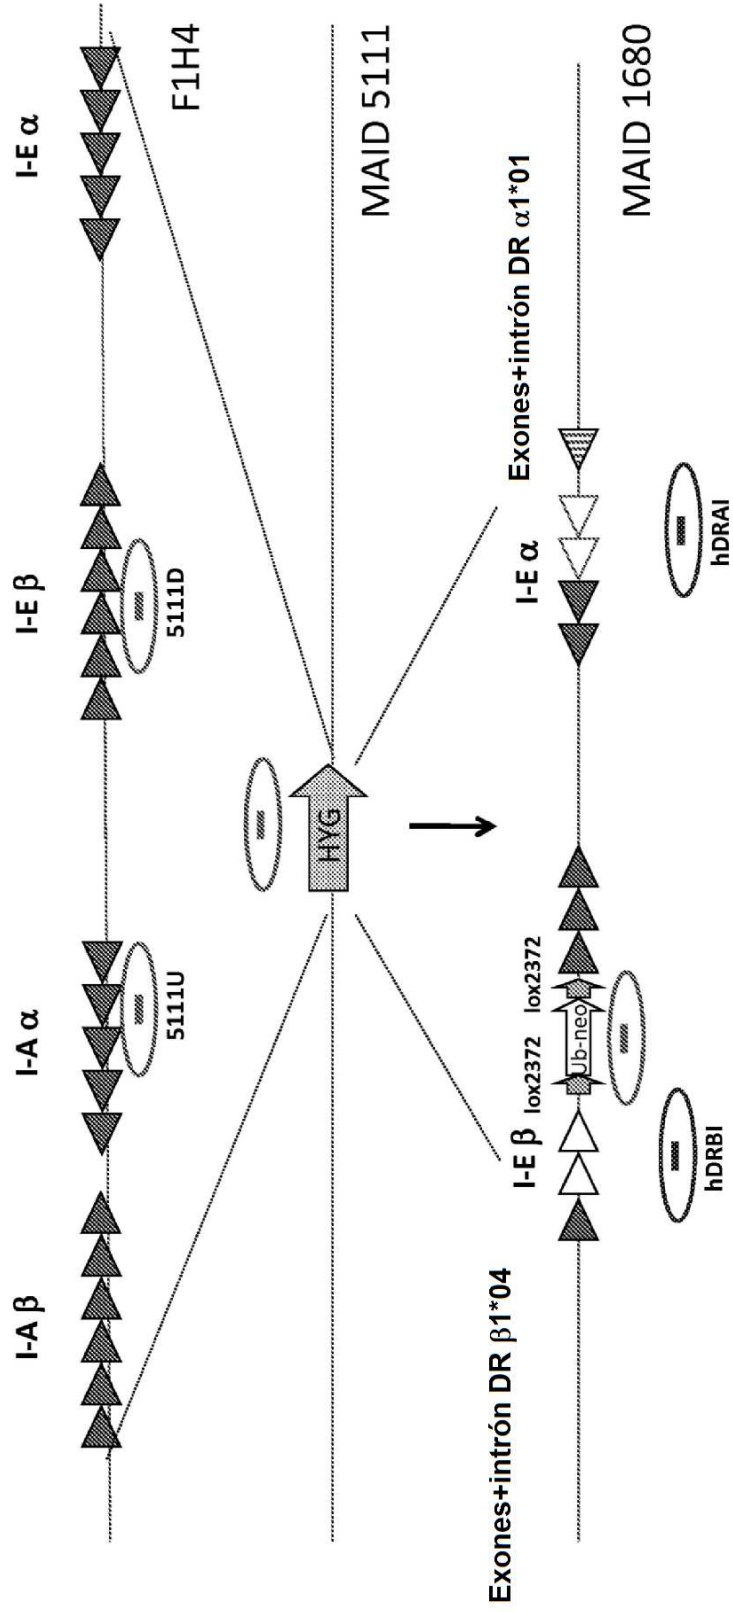 I-A β
I-A α
I-E β
I-E α
5111U
5111D
F1H4
HYG
MAID 5111
Exones+intrón DR β1*04
Exones+intrón DR α1*01
I-E β
lox2372
lox2372
I-E α
Ub-neo
MAID 1680
hDRBI
hDRAI